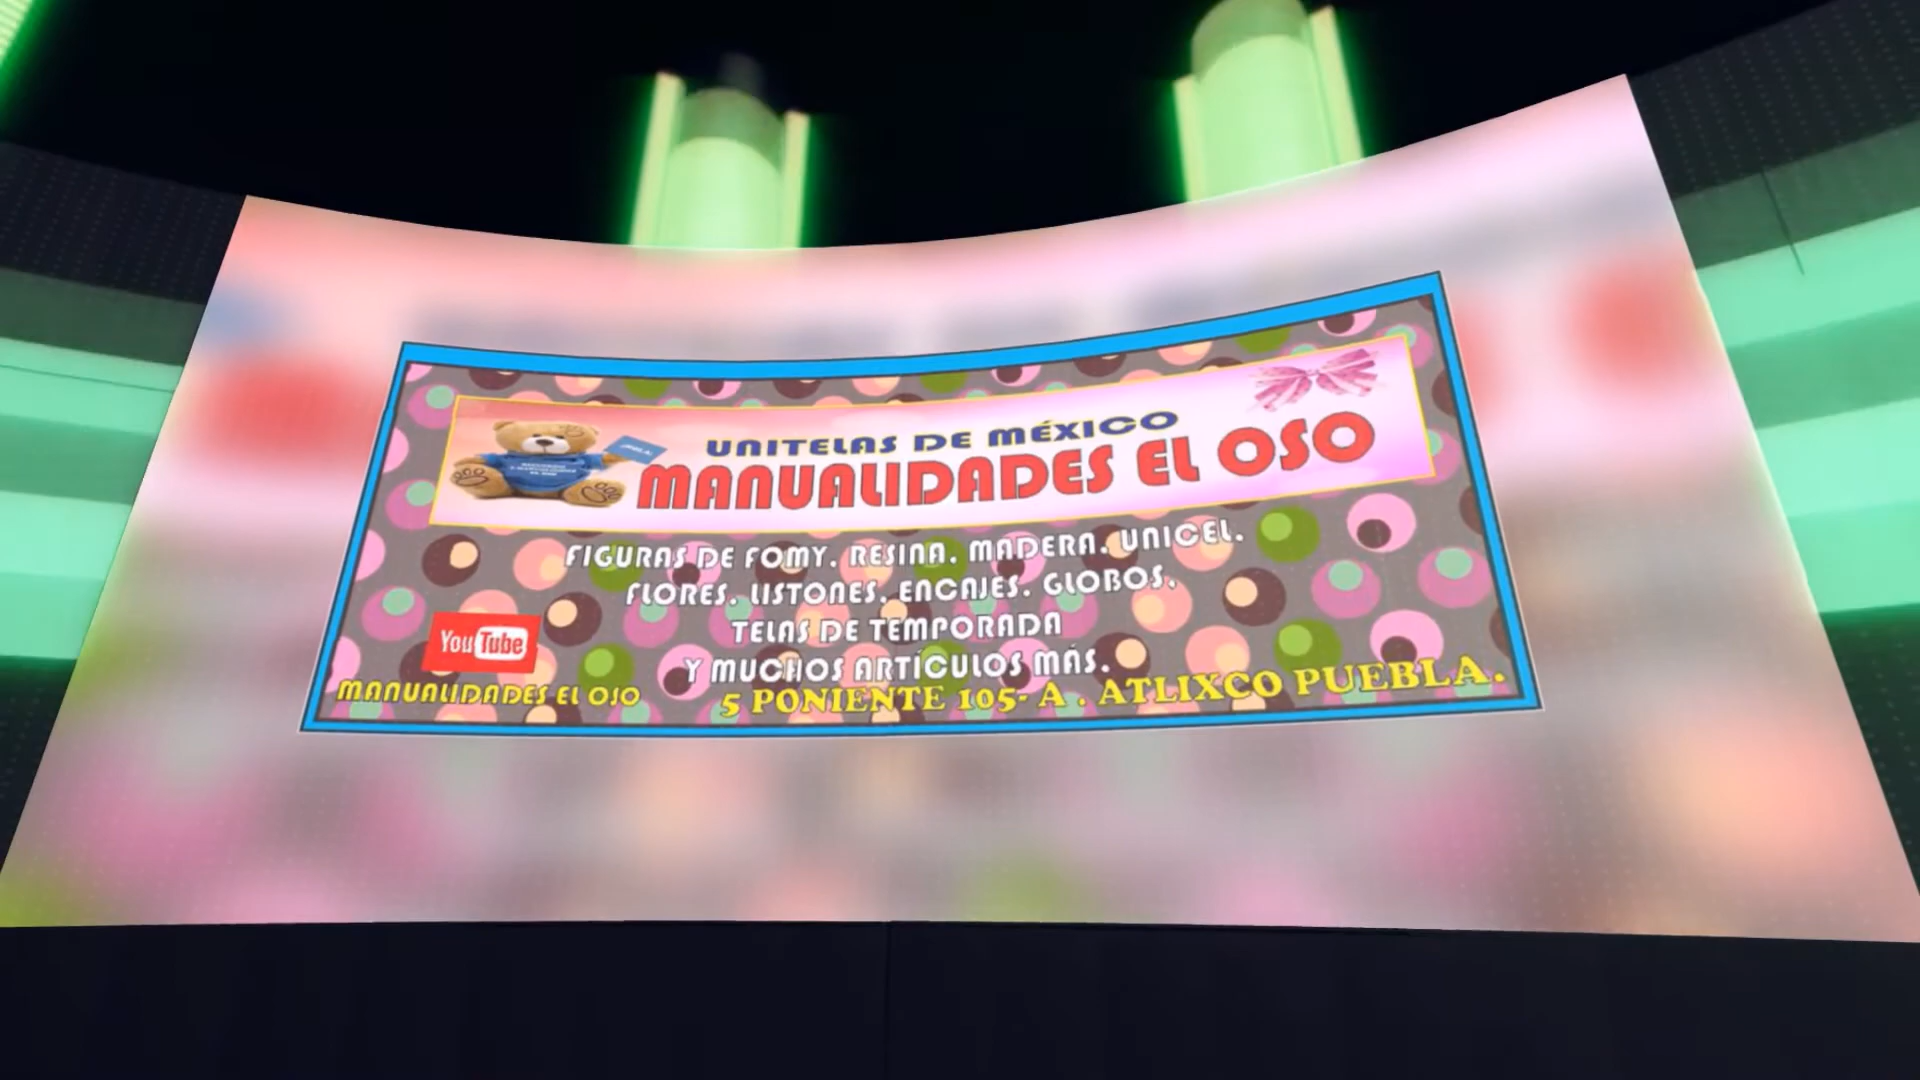 UNITELAS DE MÉXICO
MANUALIDADES EL OSO
FIGURAS DE FOMY. RESINA. MADERA. UNICEL.
FLORES. LISTONES. ENCAJES. GLOBOS.
TELAS DE TEMPORADA
Y MUCHOS ARTÍCULOS MÁS.
YouTube
MANUALIDADES EL OSO
5 PONIENTE 105- A . ATLIXCO PUEBLA.